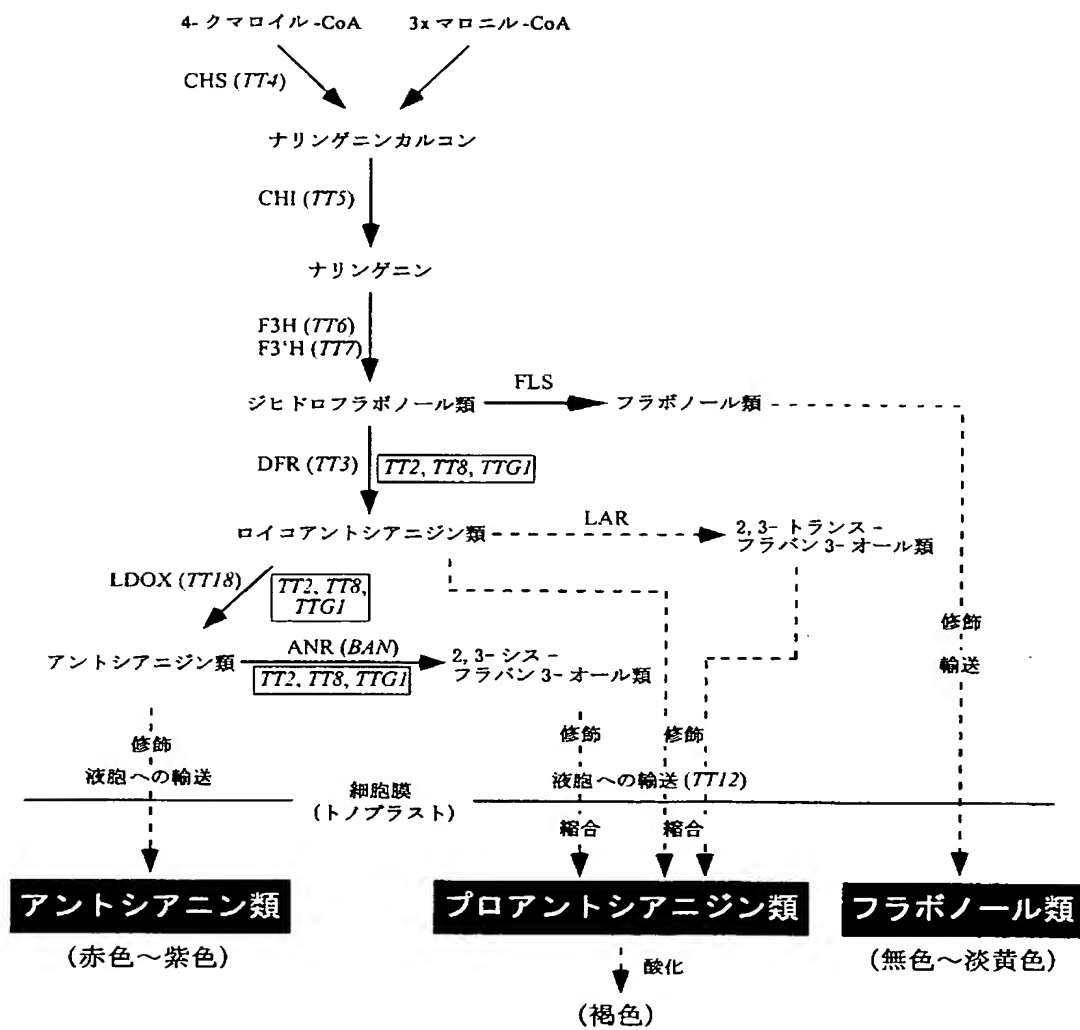 4-クマロイル-CoA 3xマロニル-CoA
CHS (TT4)
ナリンゲニンカルコン
CHI (TT5)
ナリンゲニン
F3H (TT6)
F3'H (TT7)
FLS
ジヒドロフラボノール類 フラボノール類
DFR (TT3) TT2, TT8, TTG1
LAR
ロイコアントシアニジン類 2,3-トランス-
フラバン3-オール類
LDOX (TT18) TT2, TT8,
TTG1
修飾
ANR (BAN)
アントシアニジン類 2,3-シス-
フラバン3-オール類
輸送
TT2, TT8, TTG1
修飾 修飾 修飾
液胞への輸送 液胞への輸送 (TT12)
細胞膜
(トノプラスト)
縮合 縮合
アントシアニン類 プロアントシアニジン類 フラボノール類
(赤色～紫色) (無色～淡黄色)
酸化
(褐色)